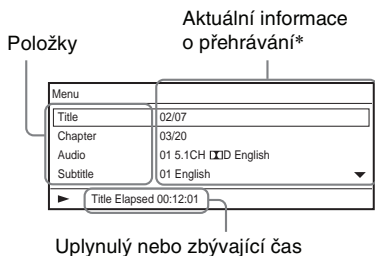 Aktuální informace
o přehrávání*
Položky
Menu
Title 02/07
Chapter 03/20
Audio 01 5.1CH D English
Subtitle 01 English
Title Elapsed 00:12:01
Uplynulý nebo zbývající čas